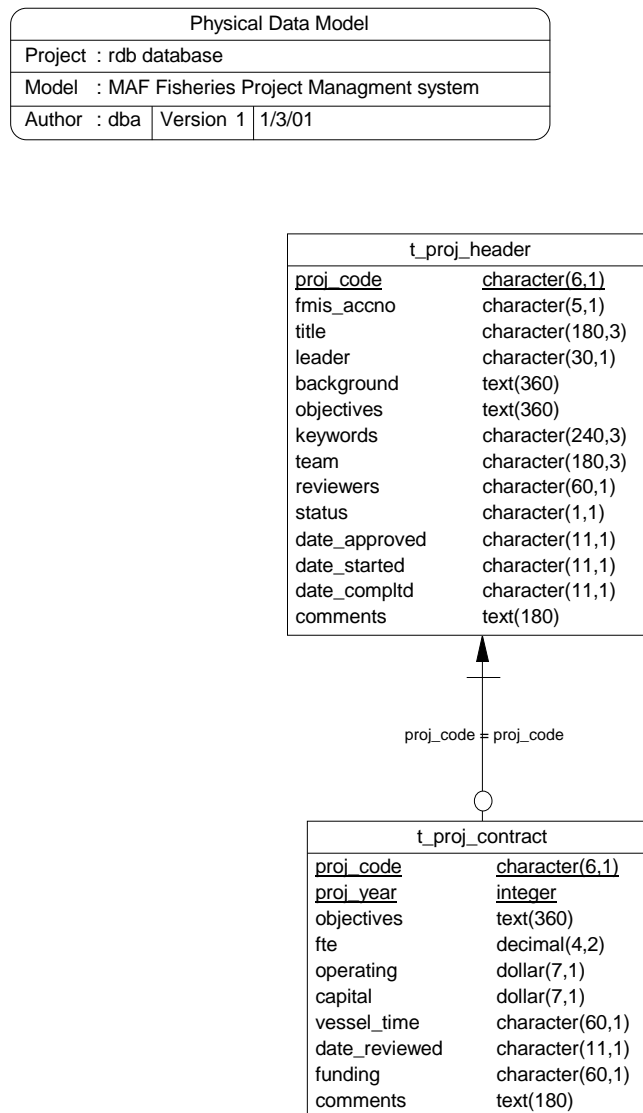 Physical Data Model
Project : rdb database
Model : MAF Fisheries Project Managment system
Author : dba Version 1 1/3/01
t_proj_header
proj_code character(6,1)
fmis_accno character(5,1)
title character(180,3)
leader character(30,1)
background text(360)
objectives text(360)
keywords character(240,3)
team character(180,3)
reviewers character(60,1)
status character(1,1)
date_approved character(11,1)
date_started character(11,1)
date_compltd character(11,1)
comments text(180)
proj_code = proj_code
t_proj_contract
proj_code character(6,1)
proj_year integer
objectives text(360)
fte decimal(4,2)
operating dollar(7,1)
capital dollar(7,1)
vessel_time character(60,1)
date_reviewed character(11,1)
funding character(60,1)
comments text(180)